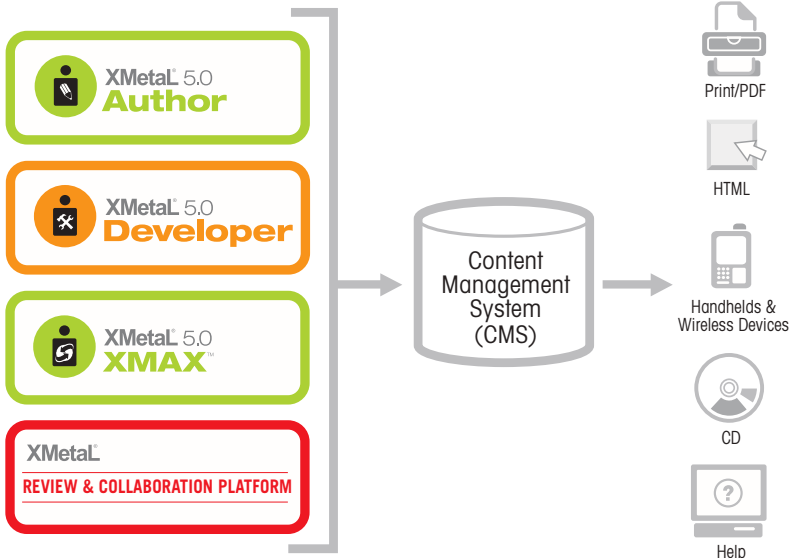 XMetaL® 5.0
Author
XMetaL® 5.0
Developer
XMetaL® 5.0
XMAX™
XMetaL®
REVIEW & COLLABORATION PLATFORM
Content
Management
System
(CMS)
Print/PDF
HTML
Handhelds &
Wireless Devices
CD
?
Help